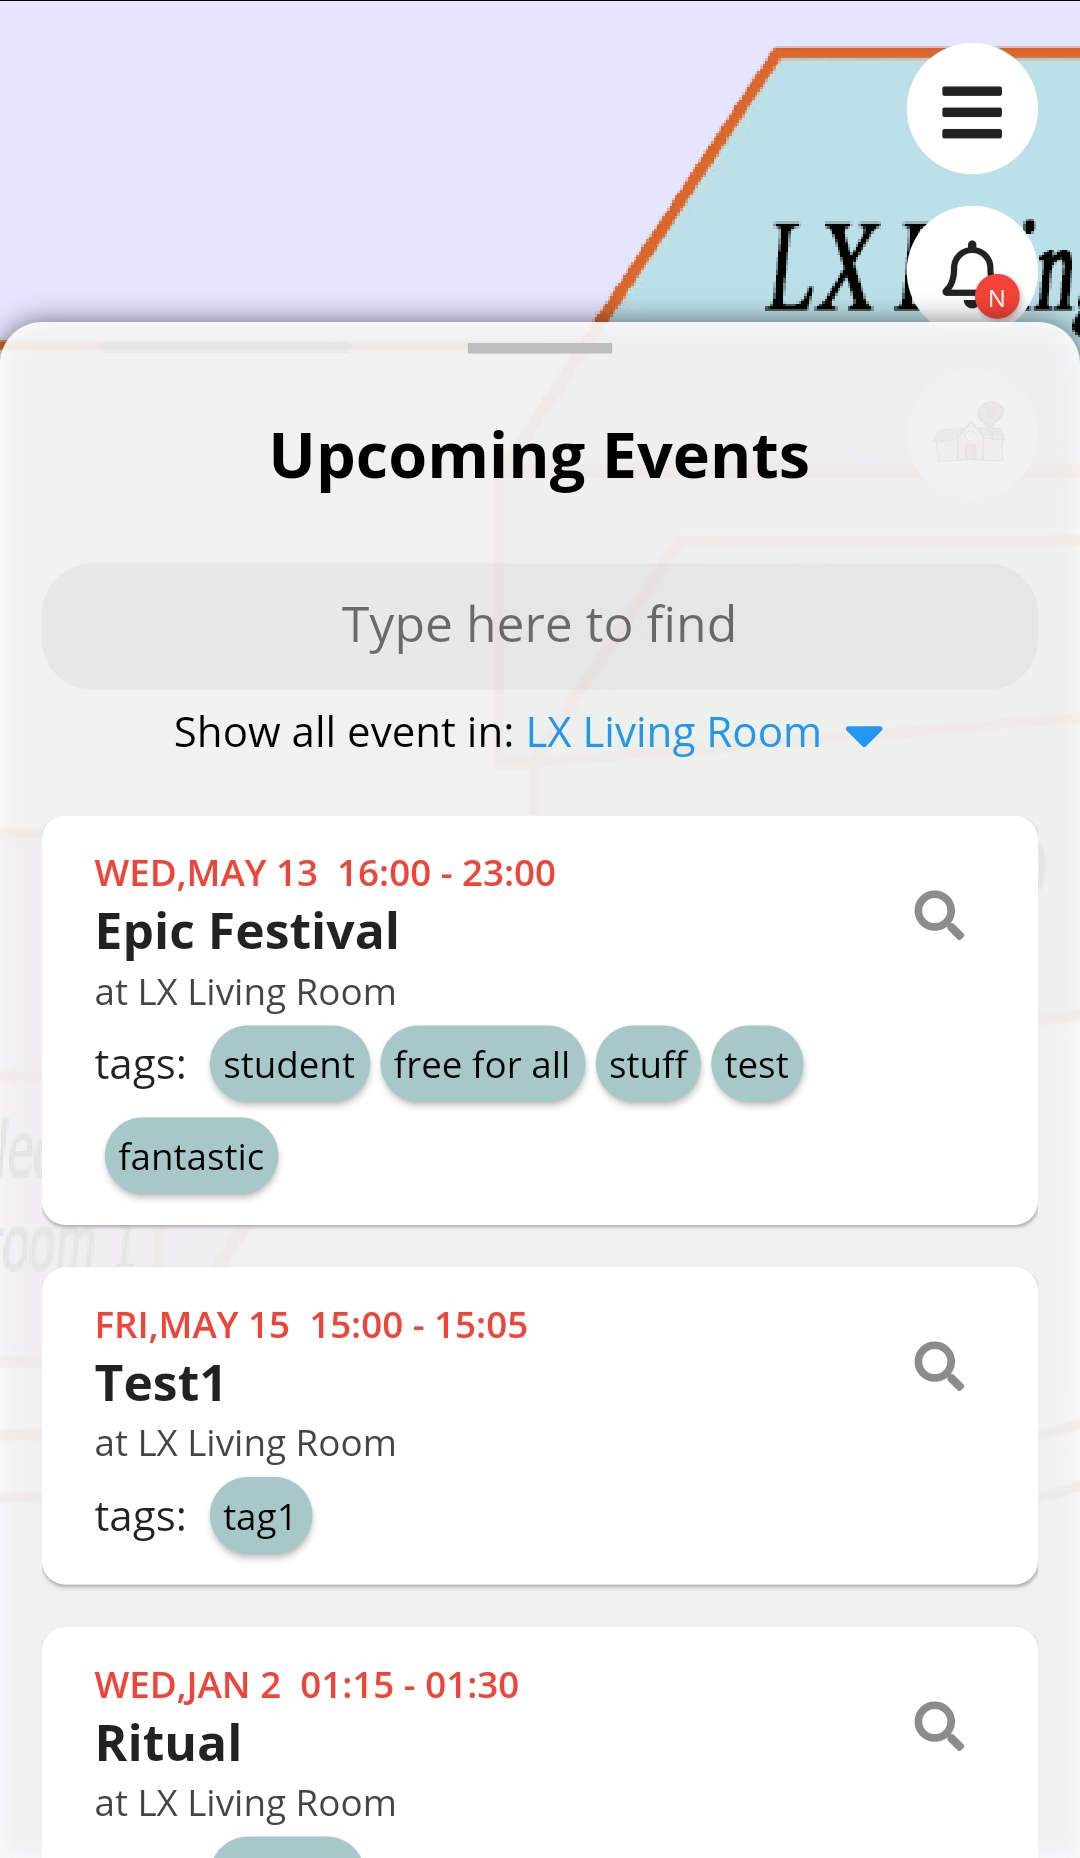 LX
N
Upcoming Events
Type here to find
Show all event in: LX Living Room
WED,MAY 13 16:00 - 23:00
Epic Festival
at LX Living Room
tags: student free for all stuff test
fantastic
room 1
FRI,MAY 15 15:00 - 15:05
Test1
at LX Living Room
tags: tag1
WED,JAN 2 01:15 - 01:30
Ritual
at LX Living Room